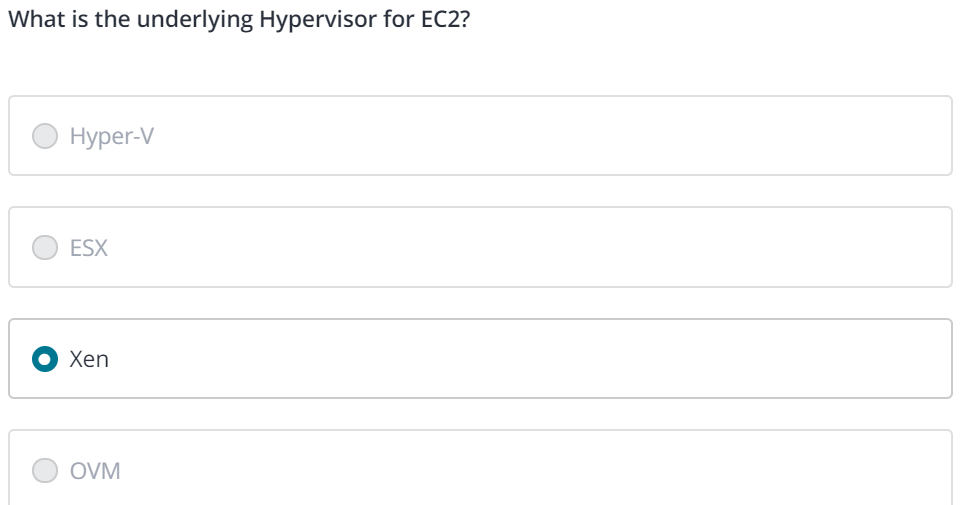 What is the underlying Hypervisor for EC2?
Hyper-V
ESX
Xen
OVM